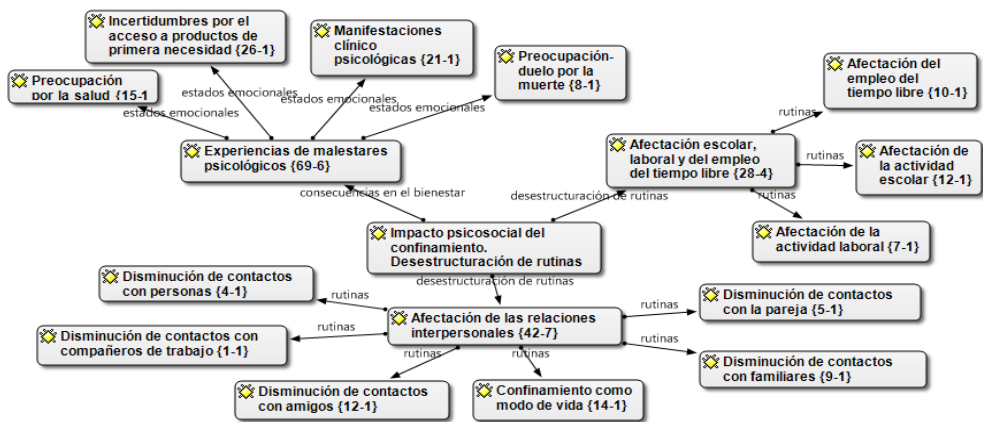 Incertidumbres por el
acceso a productos de
primera necesidad {26-1}
Manifestaciones
clínico
psicológicas {21-1}
Preocupación-
duelo por la
muerte {8-1}
Preocupación
por la salud {15-1
estados emocionales
estados emocionales
estados emocionales
estados emocionales
Experiencias de malestares
psicológicos {69-6}
consecuencias en el bienestar
Afectación del
empleo del
tiempo libre {10-1}
rutinas
Afectación escolar,
laboral y del empleo
del tiempo libre {28-4}
rutinas
Afectación de
la actividad
escolar {12-1}
rutinas
Afectación de la
actividad laboral {7-1}
desestructuración de rutinas
Impacto psicosocial del
confinamiento.
Desestructuración de rutinas
desestructuración de rutinas
Disminución de contactos
con personas {4-1}
rutinas
Afectación de las relaciones
interpersonales {42-7}
rutinas
Disminución de contactos
con la pareja {5-1}
Disminución de contactos con
compañeros de trabajo {1-1}
rutinas
rutinas
rutinas
rutinas
Disminución de contactos
con familiares {9-1}
Disminución de contactos
con amigos {12-1}
Confinamiento como
modo de vida {14-1}